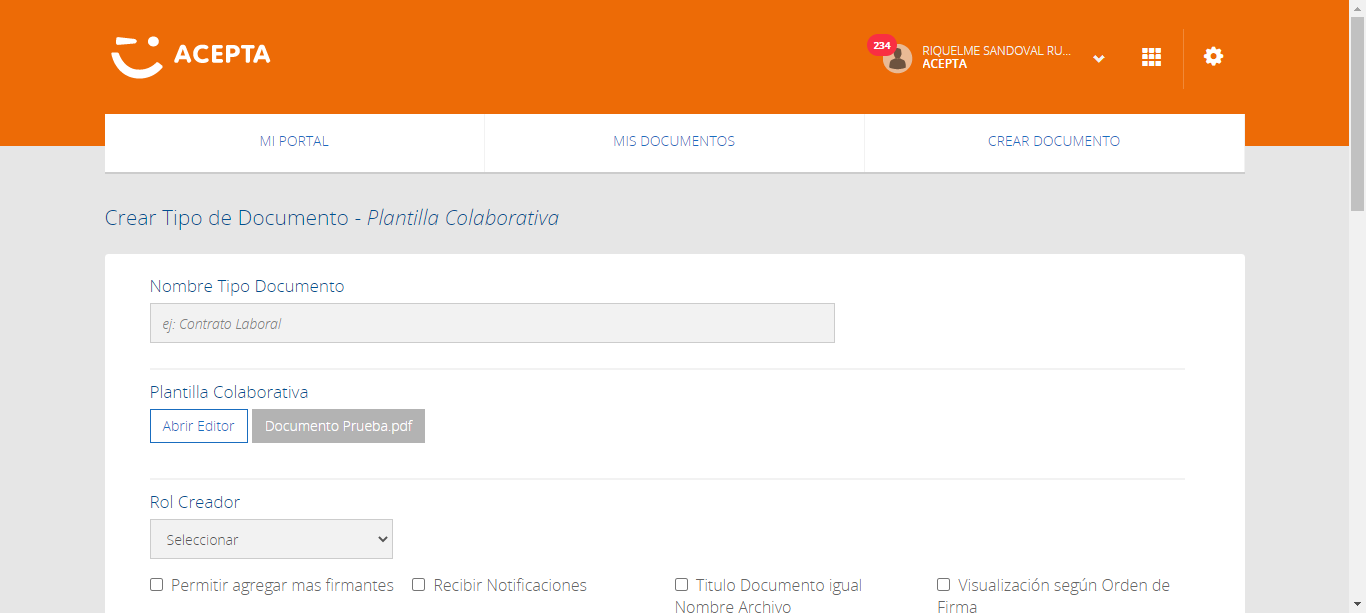 ACEPTA
234
RIQUELME SANDOVAL RU...
ACEPTA
MI PORTAL
MIS DOCUMENTOS
CREAR DOCUMENTO
Crear Tipo de Documento - Plantilla Colaborativa
Nombre Tipo Documento
ej: Contrato Laboral
Plantilla Colaborativa
Abrir Editor
Documento Prueba.pdf
Rol Creador
Seleccionar
Permitir agregar mas firmantes
Recibir Notificaciones
Titulo Documento igual
Nombre Archivo
Visualización según Orden de
Firma